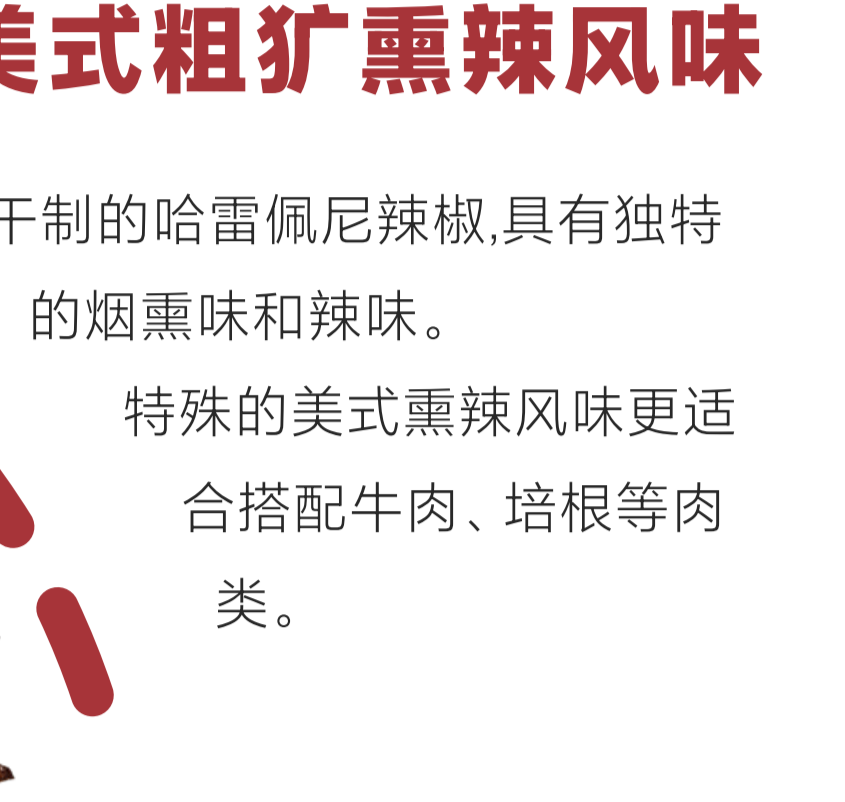 美式粗犷熏辣风味
干制的哈雷佩尼辣椒,具有独特
的烟熏味和辣味。
特殊的美式熏辣风味更适
合搭配牛肉、培根等肉
类。